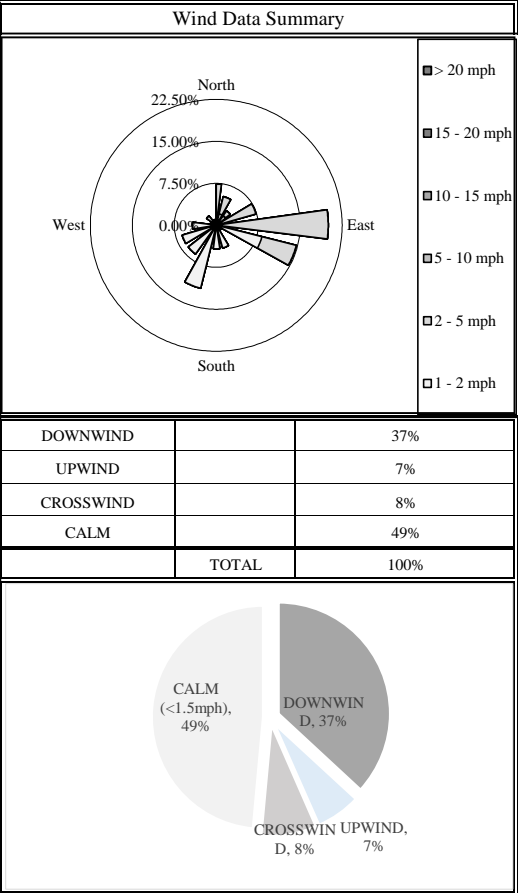 Wind Data Summary
North
22.50%
15.00%
7.50%
0.00%
West
East
South
> 20 mph
15 - 20 mph
10 - 15 mph
5 - 10 mph
2 - 5 mph
1 - 2 mph
DOWNWIND 37%
UPWIND 7%
CROSSWIND 8%
CALM 49%
TOTAL 100%
CALM
(<1.5mph),
49%
DOWNWIN
D, 37%
CROSSWIN
D, 8%
UPWIND,
7%